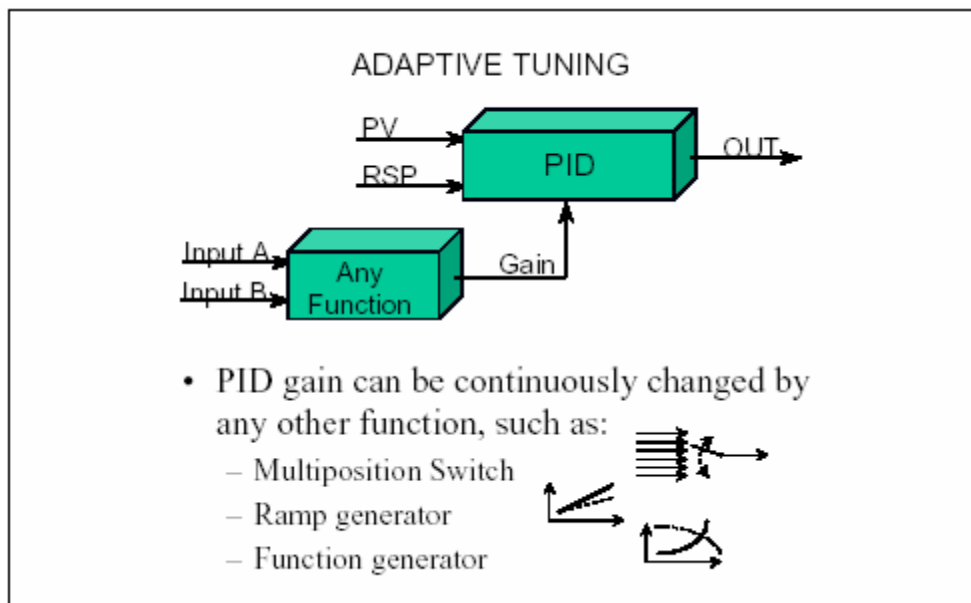 ADAPTIVE TUNING
PV
RSP
PID
OUT
Input A
Input B
Any
Function
Gain
• PID gain can be continuously changed by
any other function, such as:
– Multiposition Switch
– Ramp generator
– Function generator